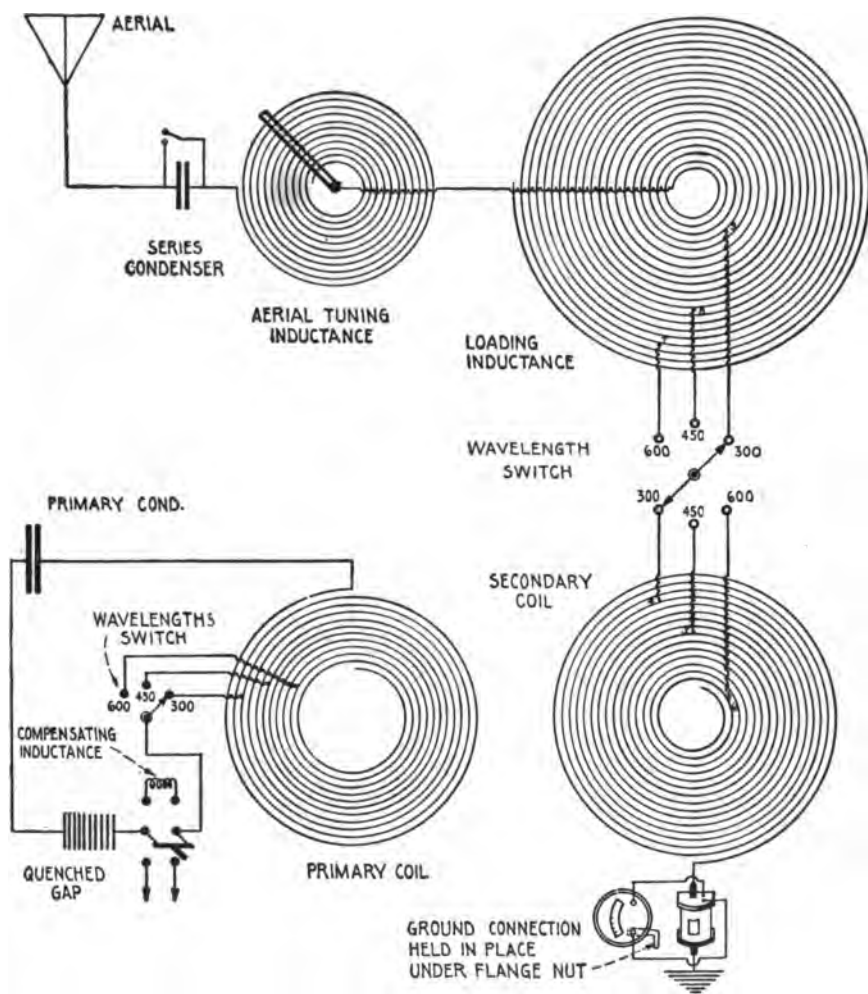 AERIAL
SERIES
CONDENSER
AERIAL TUNING
INDUCTANCE
LOADING
INDUCTANCE
WAVELENGTH
SWITCH
600
450
300
300
450
600
SECONDARY
COIL
PRIMARY COND.
WAVELENGTHS
SWITCH
600
450
300
COMPENSATING
INDUCTANCE
QUENCHED
GAP
PRIMARY COIL
GROUND CONNECTION
HELD IN PLACE
UNDER FLANGE NUT